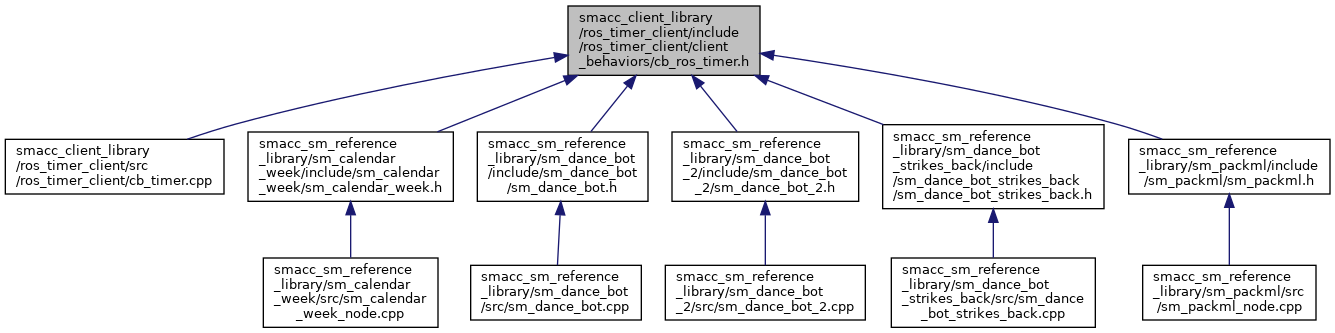 smacc_client_library
/ros_timer_client/include
/ros_timer_client/client
_behaviors/cb_ros_timer.h
smacc_client_library
/ros_timer_client/src
/ros_timer_client/cb_timer.cpp
smacc_sm_reference
_library/sm_calendar
_week/include/sm_calendar
_week/sm_calendar_week.h
smacc_sm_reference
_library/sm_dance_bot
/include/sm_dance_bot
/sm_dance_bot.h
smacc_sm_reference
_library/sm_dance_bot
_2/include/sm_dance_bot
_2/sm_dance_bot_2.h
smacc_sm_reference
_library/sm_dance_bot
_strikes_back/include
/sm_dance_bot_strikes_back
/sm_dance_bot_strikes_back.h
smacc_sm_reference
_library/sm_packml/include
/sm_packml/sm_packml.h
smacc_sm_reference
_library/sm_calendar
_week/src/sm_calendar
_week_node.cpp
smacc_sm_reference
_library/sm_dance_bot
/src/sm_dance_bot.cpp
smacc_sm_reference
_library/sm_dance_bot
_2/src/sm_dance_bot_2.cpp
smacc_sm_reference
_library/sm_dance_bot
_strikes_back/src/sm_dance
_bot_strikes_back.cpp
smacc_sm_reference
_library/sm_packml/src
/sm_packml_node.cpp